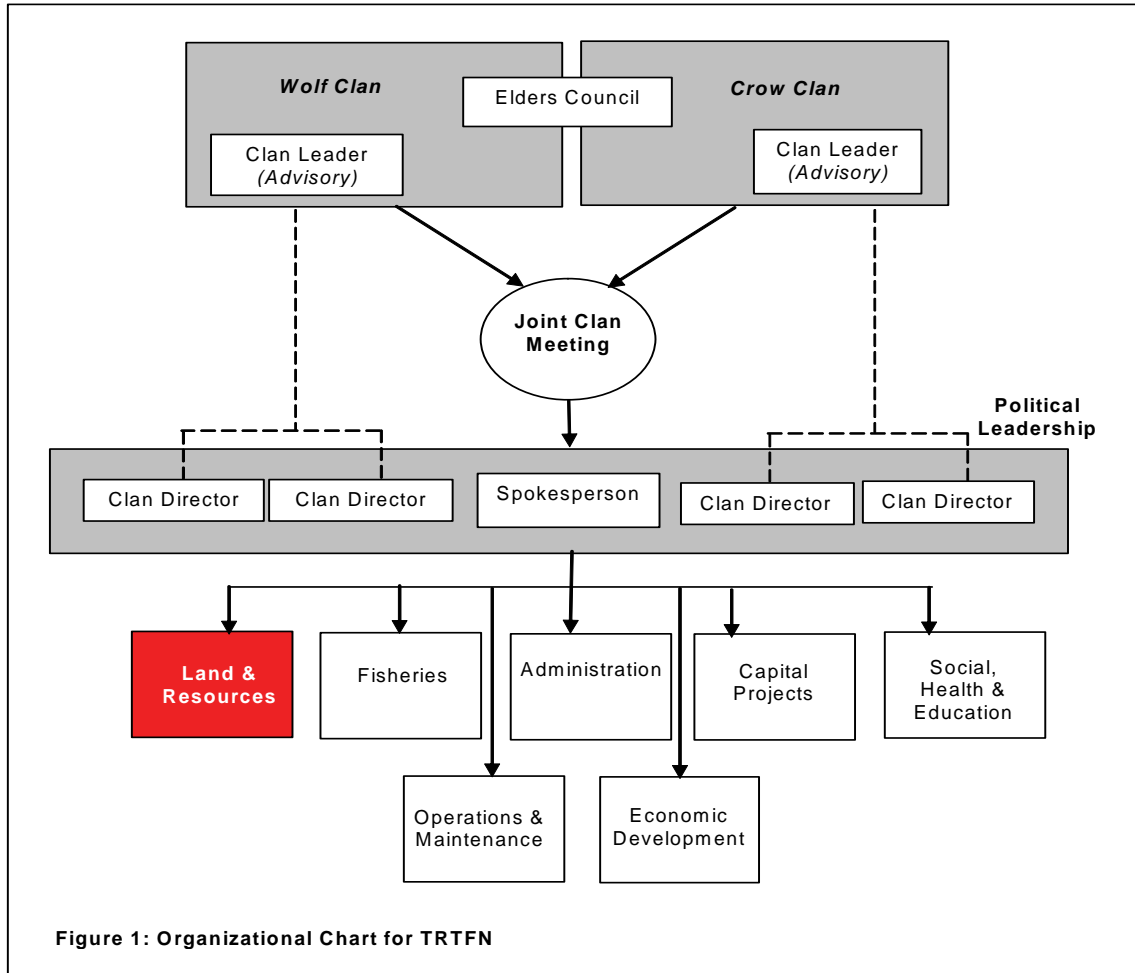 Wolf Clan
Elders Council
Crow Clan
Clan Leader
(Advisory)
Clan Leader
(Advisory)
Joint Clan
Meeting
Political
Leadership
Clan Director
Clan Director
Spokesperson
Clan Director
Clan Director
Land &
Resources
Fisheries
Administration
Capital
Projects
Social,
Health &
Education
Operations &
Maintenance
Economic
Development
Figure 1: Organizational Chart for TRTFN